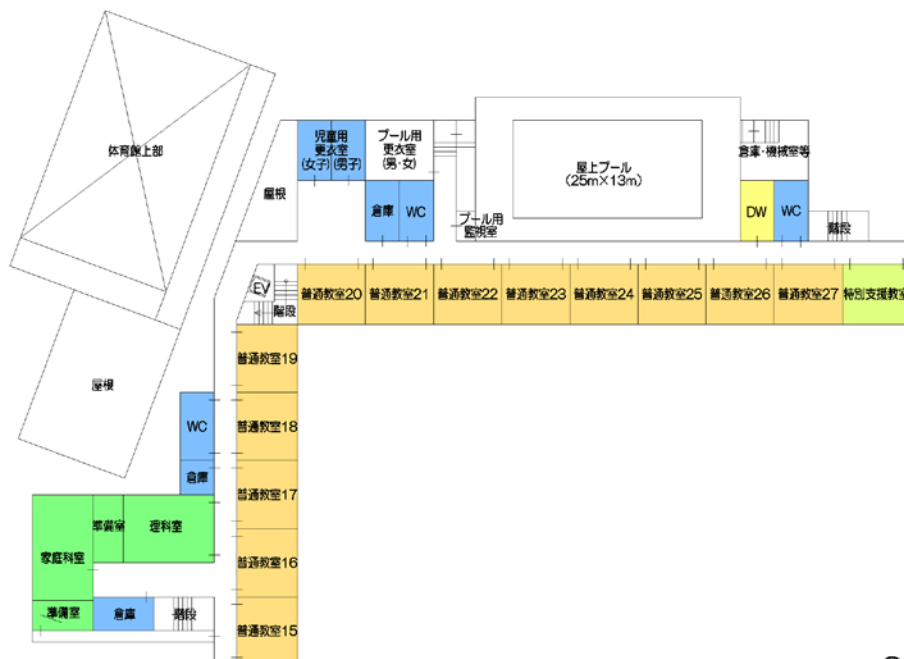 体育館上部
児童用
更衣室
(女子)(男子)
プール用
更衣室
(男・女)
屋上プール
(25m×13m)
倉庫・機械室等
屋根
倉庫
WC
プール用
監視室
DW
WC
階段
EV
階段
普通教室20
普通教室21
普通教室22
普通教室23
普通教室24
普通教室25
普通教室26
普通教室27
特別支援教室
普通教室19
屋根
WC
普通教室18
倉庫
普通教室17
準備室
理科室
家庭科室
普通教室16
準備室
倉庫
階段
普通教室15